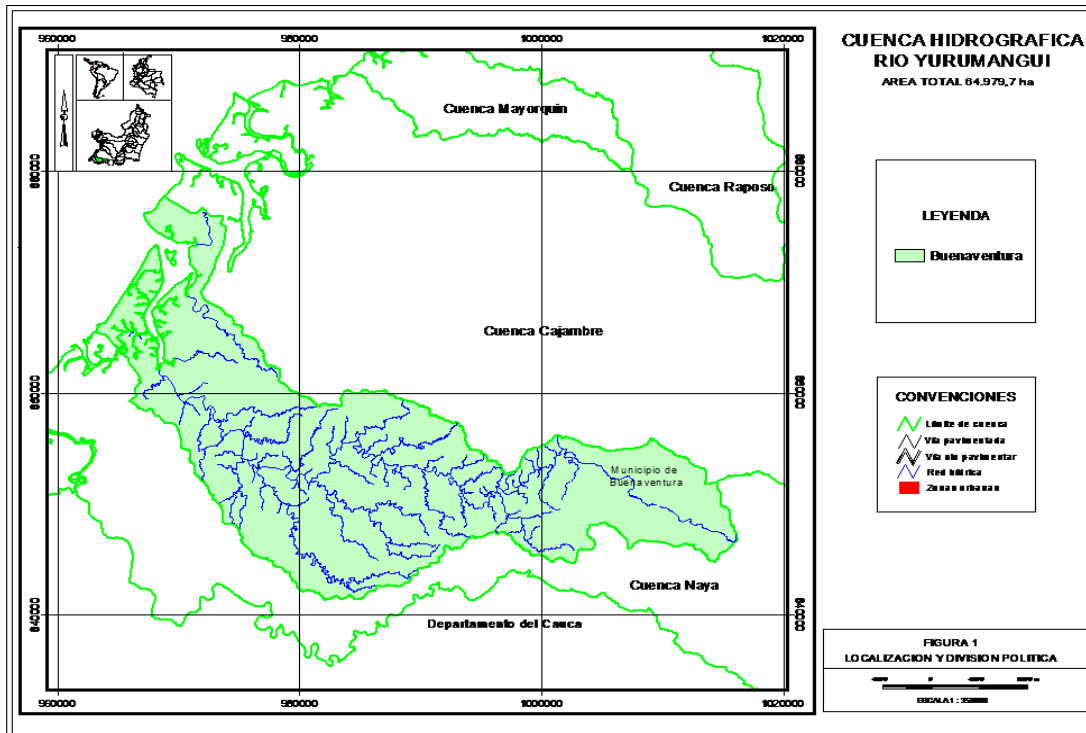 CUENCA HIDROGRAFICA
RIO YURUMANGUI
AREA TOTAL 64.979,7 ha
960000
980000
1000000
1020000
Cuenca Mayorquin
Cuenca Raposo
Cuenca Cajambre
Municipio de
Buenaventura
Cuenca Naya
Departamento del Cauca
660000
640000
960000
980000
1000000
1020000
LEYENDA
Buenaventura
CONVENCIONES
Límite de cuenca
Vía pavimentada
Vía sin pavimentar
Red hídrica
Zonas urbanas
FIGURA 1
LOCALIZACION Y DIVISION POLITICA